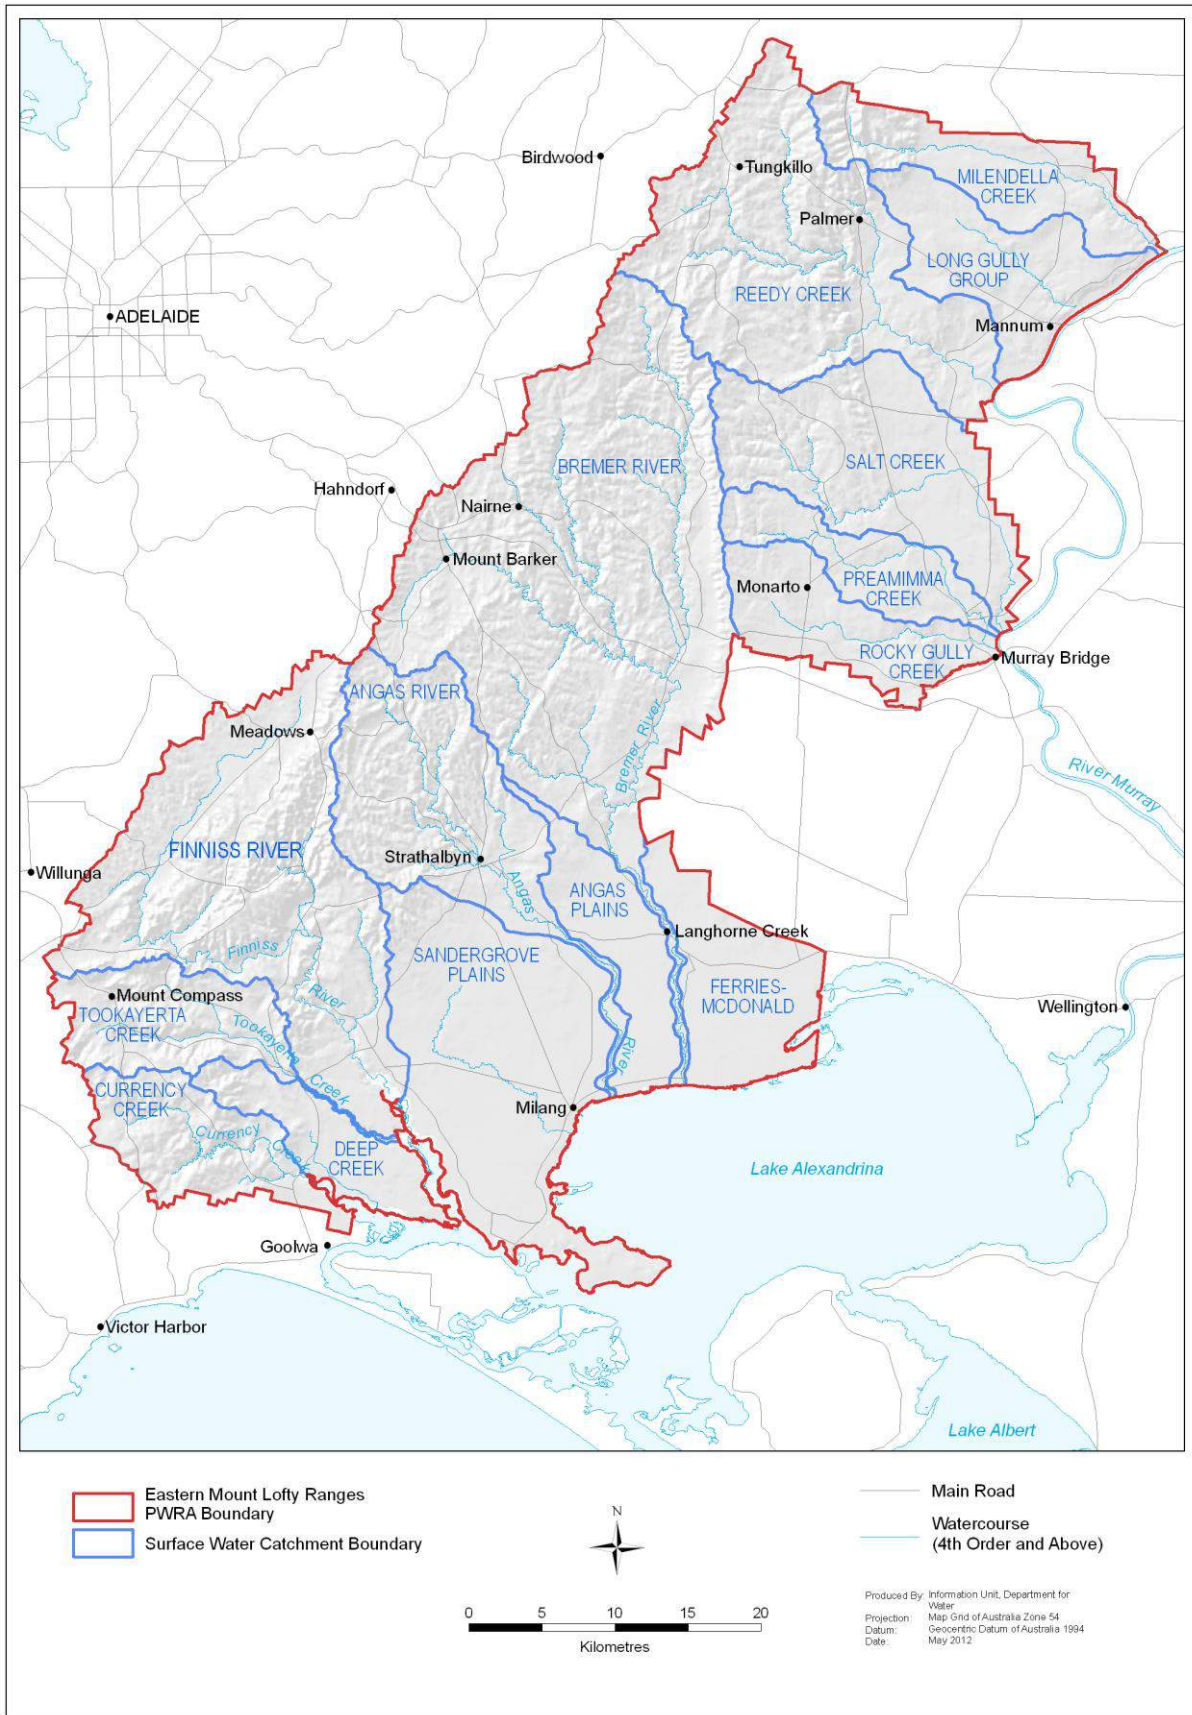 Birdwood
Tungkillo
MILENDELLA
CREEK
Palmer
LONG GULLY
GROUP
REEDY CREEK
ADELAIDE
Mannum
BREMER RIVER
SALT CREEK
Hahndorf
Nairne
Mount Barker
Monarto
PREAMIMMA
CREEK
ROCKY GULLY
CREEK
Murray Bridge
ANGAS RIVER
Meadows
Bremer River
River Murray
FINNISS RIVER
Strathalbyn
Willunga
Angas
ANGAS
PLAINS
Langhorne Creek
Finniss
SANDERGROVE
PLAINS
FERRIES-
MCDONALD
River
Mount Compass
TOOKAYERTA
CREEK
Tookayerta
Creek
Wellington
River
CURRENCY
CREEK
Milang
Currency
Creek
DEEP
CREEK
Lake Alexandrina
Goolwa
Victor Harbor
Lake Albert
Eastern Mount Lofty Ranges
PWRA Boundary
Surface Water Catchment Boundary
N
Main Road
Watercourse
(4th Order and Above)
0 5 10 15 20
Kilometres
Produced By: Information Unit, Department for
Water
Projection: Map Grid of Australia Zone 54
Datum: Geocentric Datum of Australia 1994
Date: May 2012